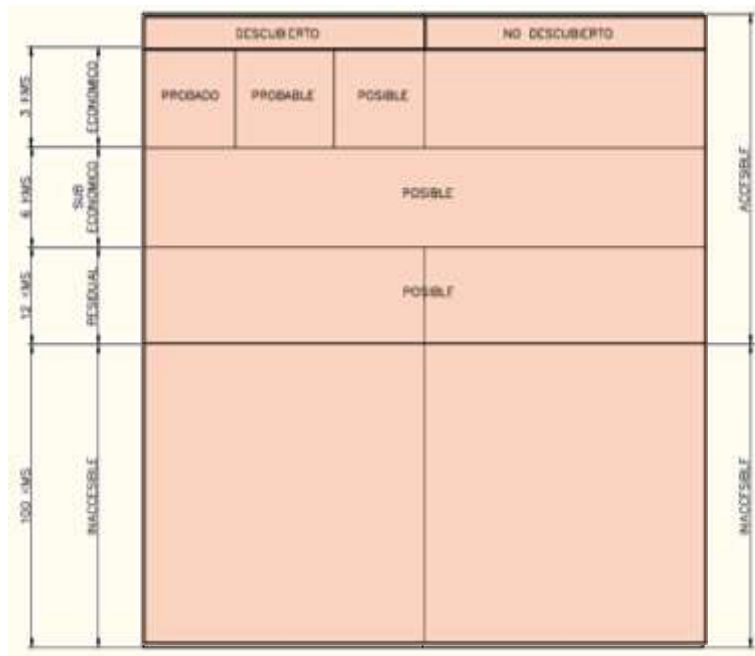 DESCUBIERTO
NO DESCUBIERTO
3 KMS
ECONOMICO
PROBADO
PROBABLE
POSIBLE
6 KMS
SUB
ECONOMICO
POSIBLE
ACCESIBLE
12 KMS
RESIDUAL
POSIBLE
100 KMS
INACCESIBLE
INACCESIBLE